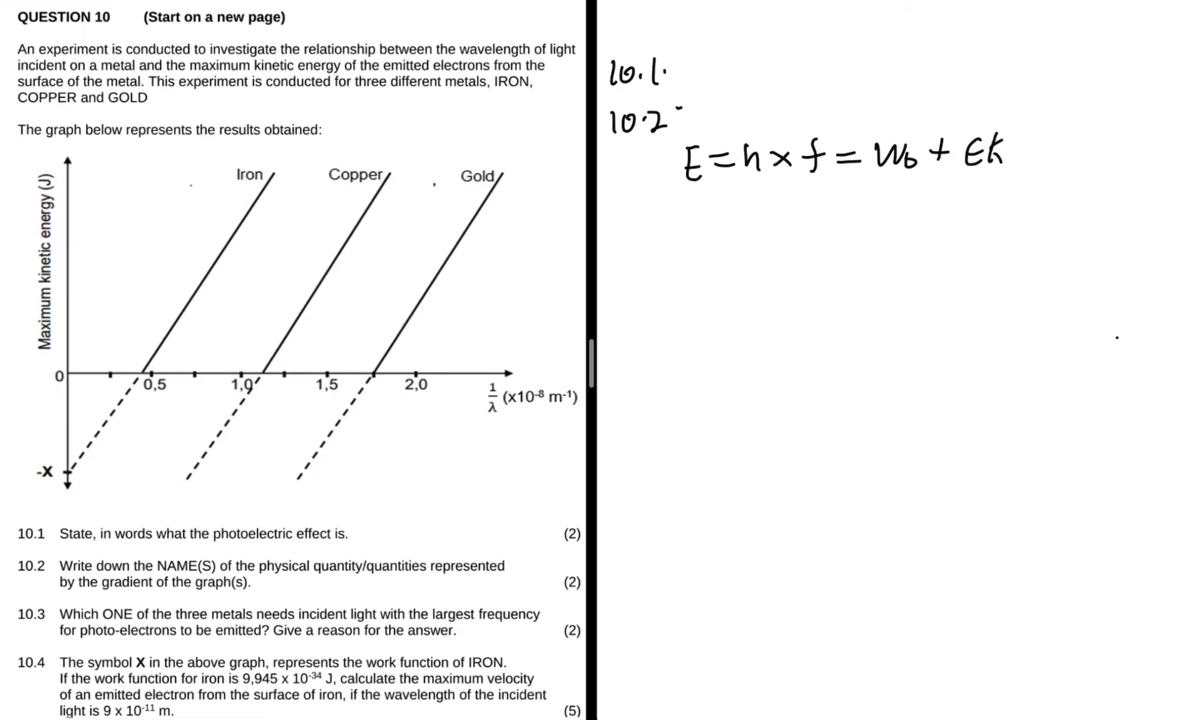 QUESTION 10 (Start on a new page)
An experiment is conducted to investigate the relationship between the wavelength of light
incident on a metal and the maximum kinetic energy of the emitted electrons from the
surface of the metal. This experiment is conducted for three different metals, IRON,
COPPER and GOLD
The graph below represents the results obtained:
Maximum kinetic energy (J)
Iron Copper Gold
0
0,5 1,0 1,5 2,0
1/λ (x10⁻⁸ m⁻¹)
-X
10.1 State, in words what the photoelectric effect is. (2)
10.2 Write down the NAME(S) of the physical quantity/quantities represented
by the gradient of the graph(s). (2)
10.3 Which ONE of the three metals needs incident light with the largest frequency
for photo-electrons to be emitted? Give a reason for the answer. (2)
10.4 The symbol X in the above graph, represents the work function of IRON.
If the work function for iron is 9,945 x 10⁻³⁴ J, calculate the maximum velocity
of an emitted electron from the surface of iron, if the wavelength of the incident
light is 9 x 10⁻¹¹ m. (5)
10.1.
10.2
E = h × f = W₀ + Ek